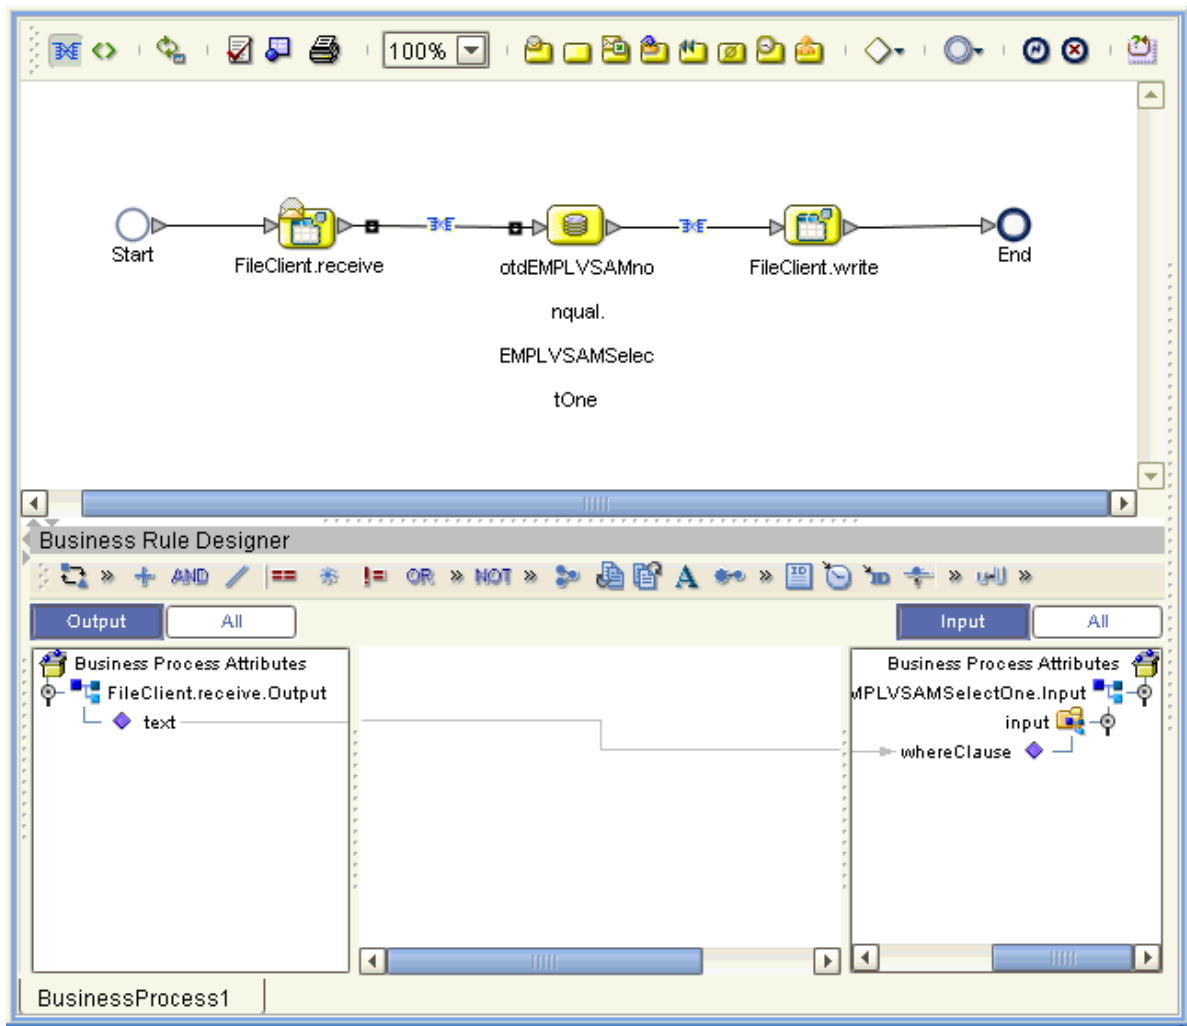 100%
Start
FileClient.receive
otdEMPLVSAMno
nqual.
EMPLVSAMSelec
tOne
FileClient.write
End
Business Rule Designer
AND
==
!=
OR
NOT
A
Output
All
Input
All
Business Process Attributes
FileClient.receive.Output
text
Business Process Attributes
MPLVSAMSelectOne.Input
input
whereClause
BusinessProcess1